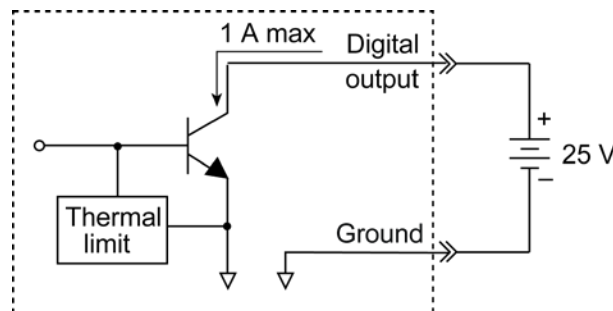 1 A max
Digital
output
+
25 V
−
Thermal
limit
Ground